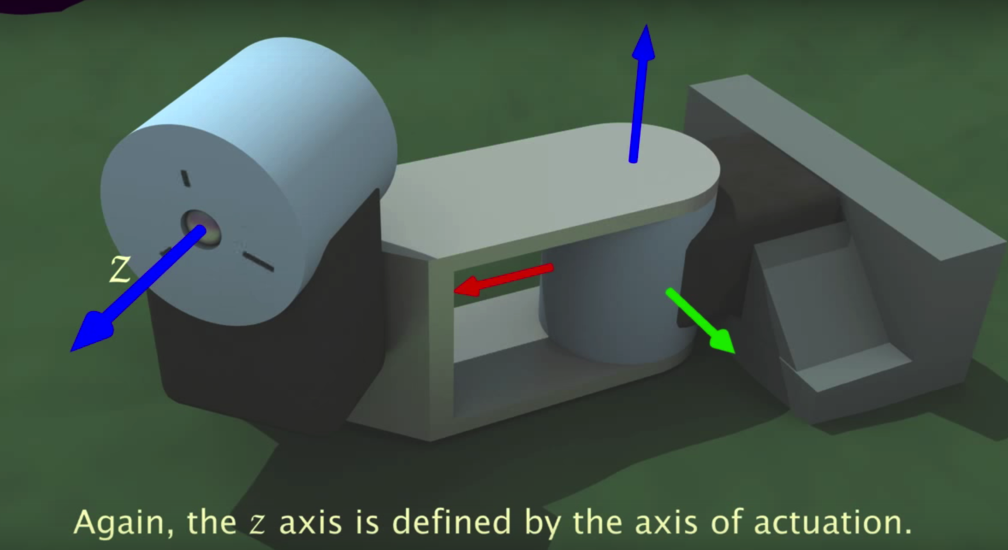 z
Again, the z axis is defined by the axis of actuation.